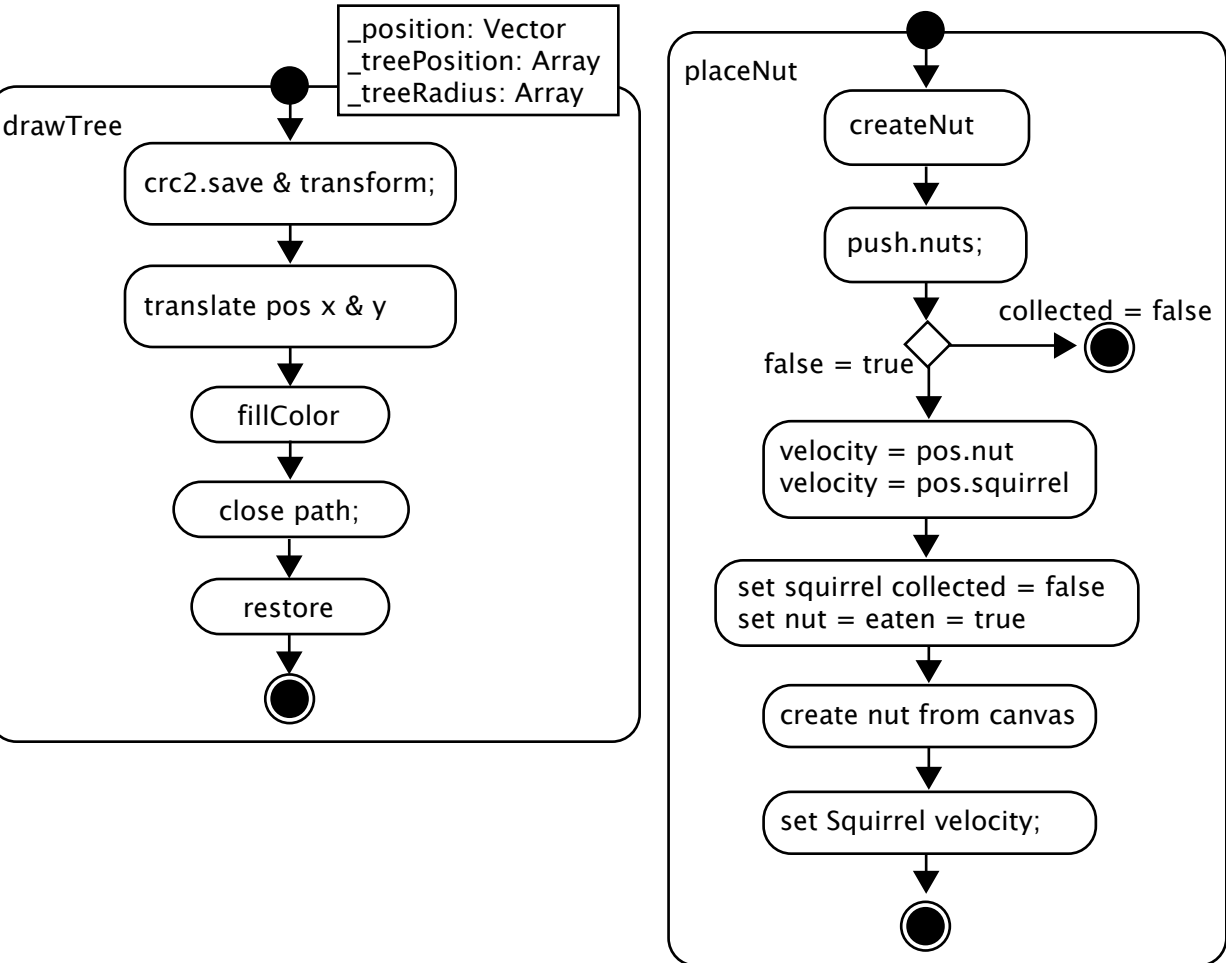 _position: Vector
_treePosition: Array
_treeRadius: Array
drawTree
crc2.save & transform;
translate pos x & y
fillColor
close path;
restore
placeNut
createNut
push.nuts;
collected = false
false = true
velocity = pos.nut
velocity = pos.squirrel
set squirrel collected = false
set nut = eaten = true
create nut from canvas
set Squirrel velocity;